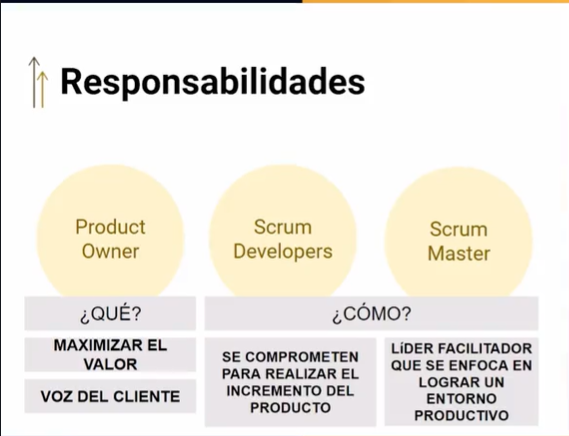 Responsabilidades
Product
Owner
Scrum
Developers
Scrum
Master
¿QUÉ?
¿CÓMO?
MAXIMIZAR EL
VALOR
VOZ DEL CLIENTE
SE COMPROMETEN
PARA REALIZAR EL
INCREMENTO DEL
PRODUCTO
LíDER FACILITADOR
QUE SE ENFOCA EN
LOGRAR UN
ENTORNO
PRODUCTIVO